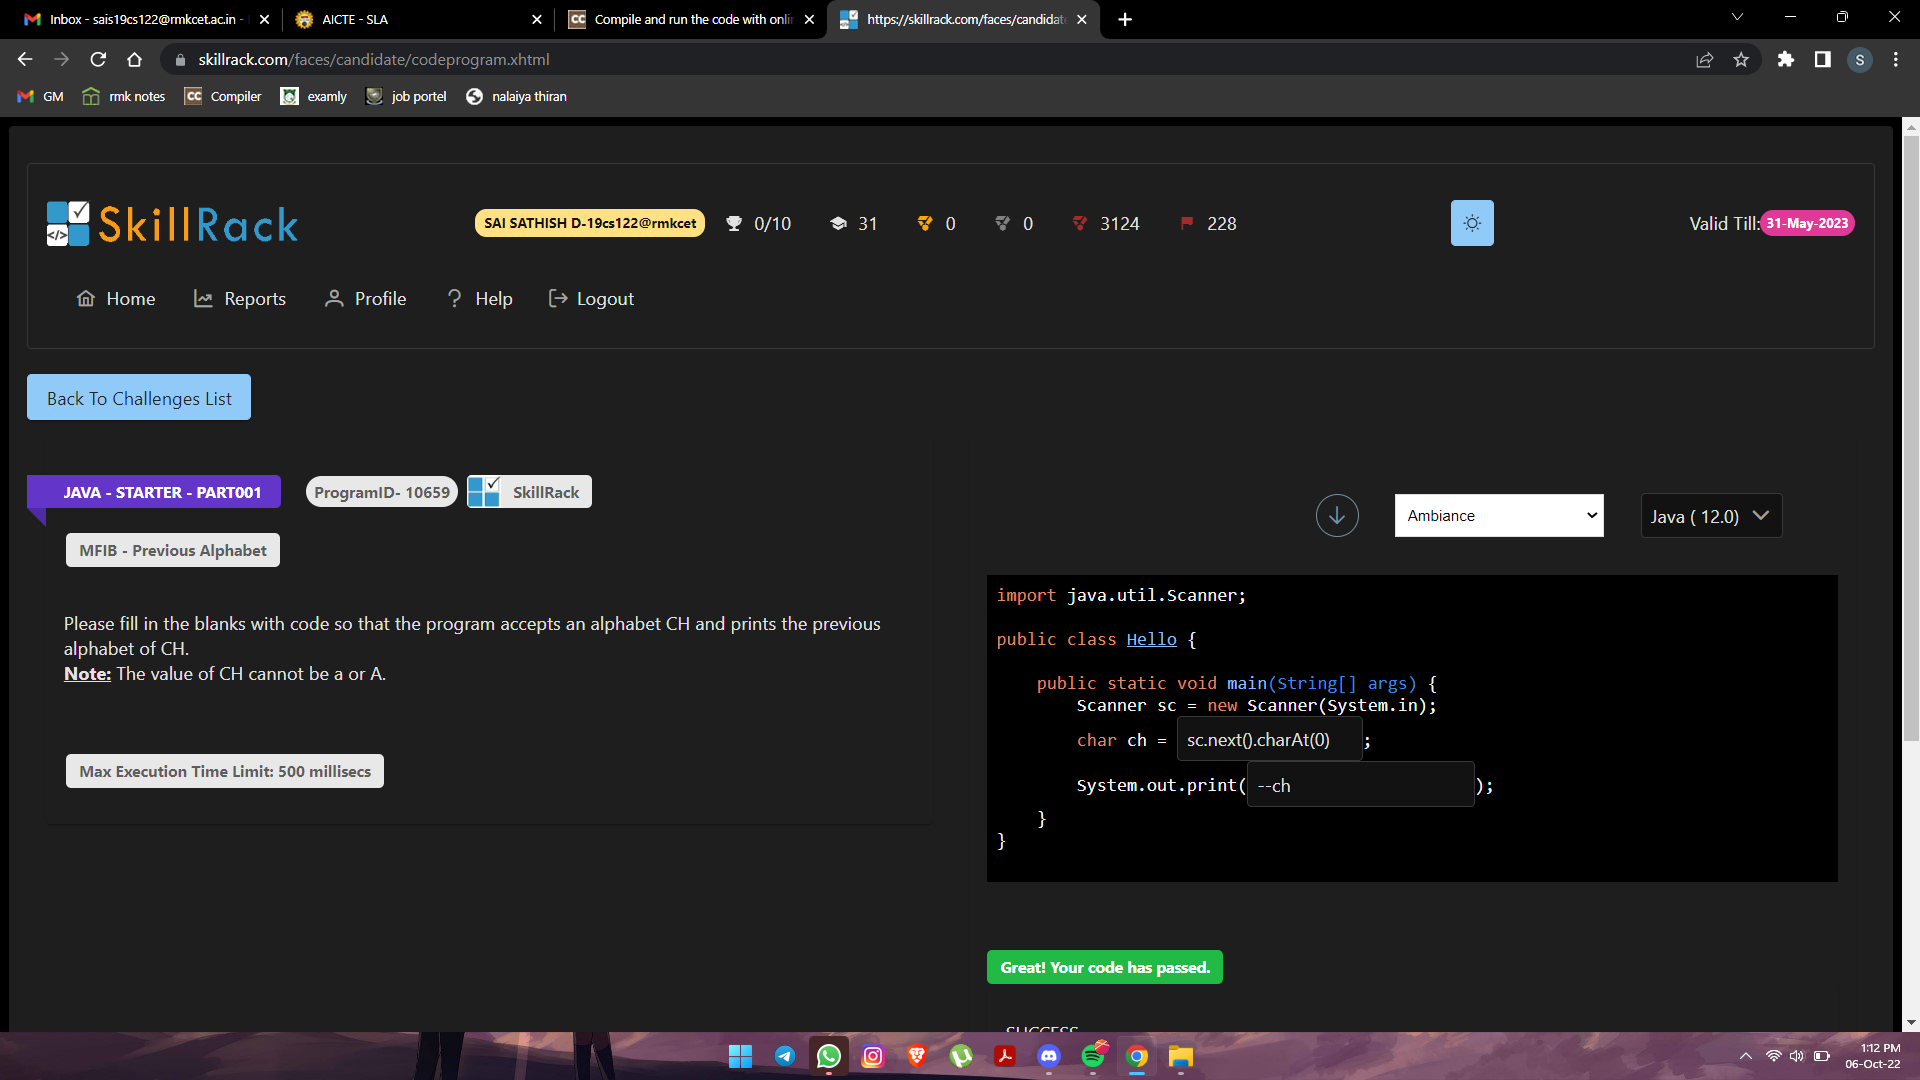 Inbox - sais19cs122@rmkcet.ac.in -
AICTE - SLA
Compile and run the code with onli
https://skillrack.com/faces/candidat
skillrack.com/faces/candidate/codeprogram.xhtml
S
GM
rmk notes
CC Compiler
examly
job portel
nalaiya thiran
SkillRack
SAI SATHISH D-19cs122@rmkcet
0/10
31
0
0
3124
228
Valid Till: 31-May-2023
Home
Reports
Profile
? Help
Logout
Back To Challenges List
JAVA - STARTER - PART001
ProgramID- 10659
SkillRack
Ambiance
Java ( 12.0)
MFIB - Previous Alphabet
Please fill in the blanks with code so that the program accepts an alphabet CH and prints the previous
alphabet of CH.
Note: The value of CH cannot be a or A.
Max Execution Time Limit: 500 millisecs
import java.util.Scanner;
public class Hello {
public static void main(String[] args) {
Scanner sc = new Scanner(System.in);
char ch = sc.next().charAt(0) ;
System.out.print( --ch );
}
}
Great! Your code has passed.
SUCCESS
1:12 PM
06-Oct-22